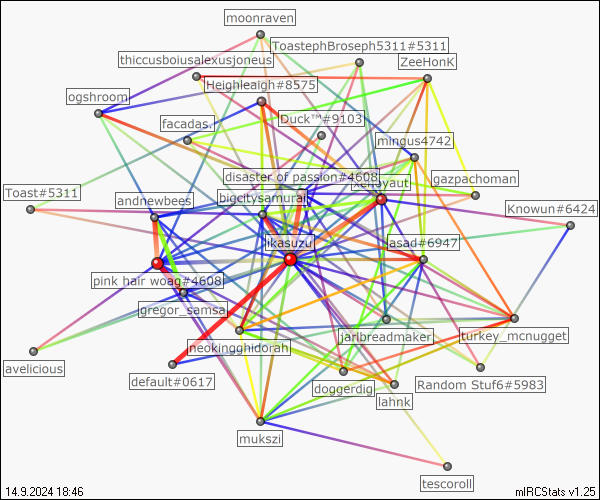 moonraven
ToastephBroseph5311#5311
thiccusboiusalexusjoneus
ZeeHonK
Heighleaigh#8575
ogshroom
Duck™#9103
facadas.
mingus4742
disaster of passion#4608
gazpachoman
Toast#5311
andnewbees
bigcitysamurai
Knowun#6424
ikasuzu
asad#6947
pink hair woag#4608
gregor_samsa
jarlbreadmaker
turkey_mcnugget
neokingghidorah
avelicious
default#0617
doggerdig
Random Stuf6#5983
lahnk
mukszi
tescoroll
14.9.2024 18:46
mIRCStats v1.25